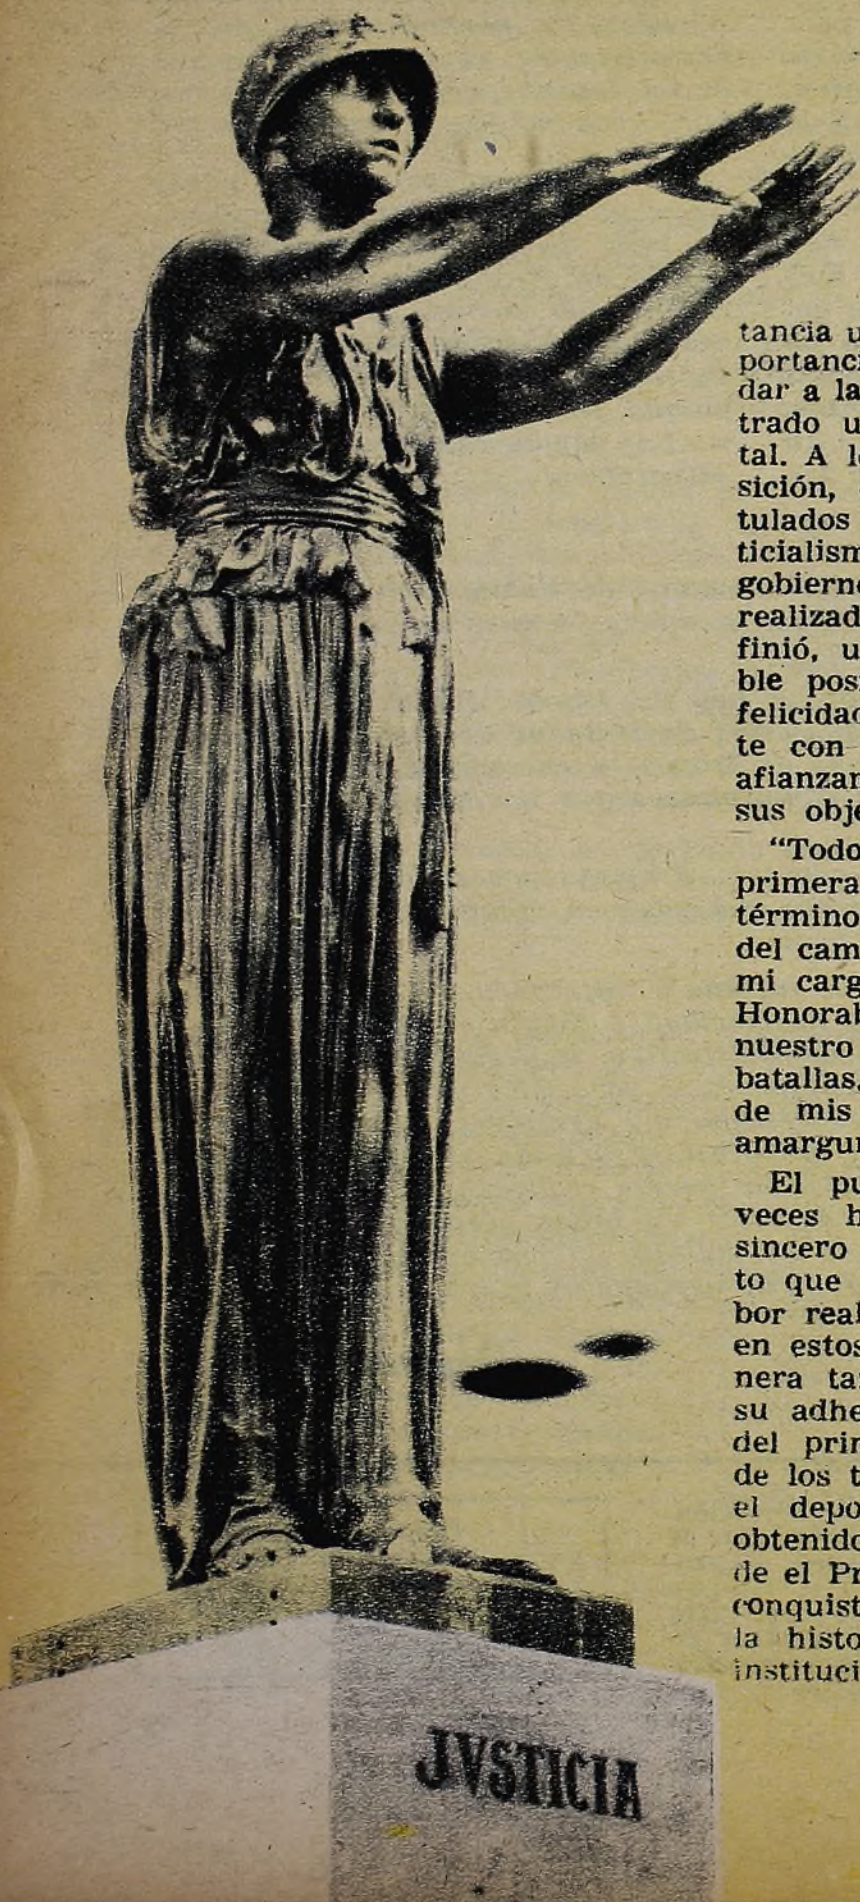 tancia u
portanci
dar a la
trado u
tal. A l
sición,
tulados
ticialism
gobierno
realizad
finió, u
ble pos
felicidad
te con
afianzar
sus obje
“Todo
primera
término
del cam
mi carg
Honorab
nuestro
batallas,
de mis
amargur
El pu
veces h
sincero
to que
bor real
en estos
nera ta
su adhe
del prin
de los t
el depo
obtenido
de el Pr
conquist
la histo
instituci
JVSTICIA